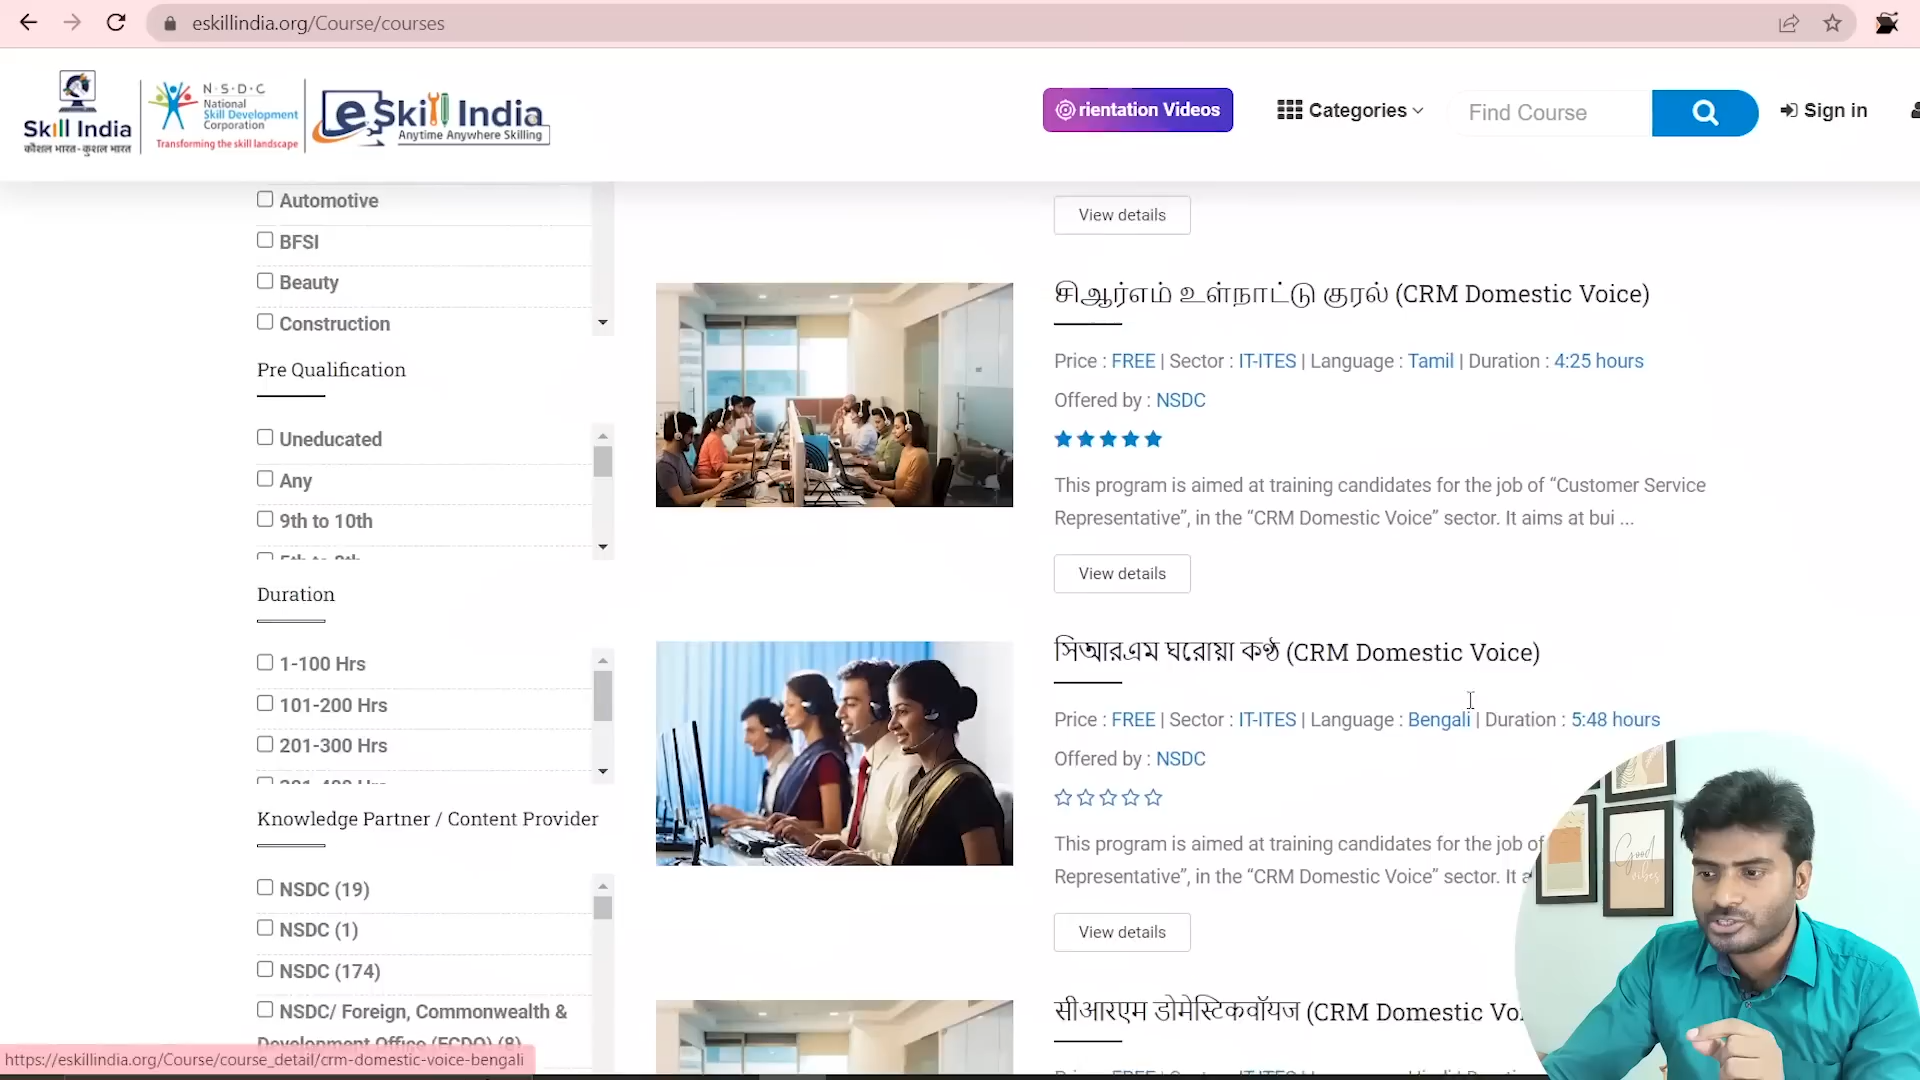 eskillindia.org/Course/courses
Skill India
कौशल भारत - कुशल भारत
N·S·D·C
National
Skill Development
Corporation
Transforming the skill landscape
eSkill India
Anytime Anywhere Skilling
rientation Videos
Categories
Find Course
Sign in
Automotive
BFSI
Beauty
Construction
Pre Qualification
Uneducated
Any
9th to 10th
Duration
1-100 Hrs
101-200 Hrs
201-300 Hrs
Knowledge Partner / Content Provider
NSDC (19)
NSDC (1)
NSDC (174)
NSDC/ Foreign, Commonwealth &
Development Office (FCDO) (8)
View details
சிஆர்எம் உள்நாட்டு குரல் (CRM Domestic Voice)
Price : FREE | Sector : IT-ITES | Language : Tamil | Duration : 4:25 hours
Offered by : NSDC
This program is aimed at training candidates for the job of “Customer Service
Representative”, in the “CRM Domestic Voice” sector. It aims at bui ...
View details
সিআরএম ঘরোয়া কণ্ঠ (CRM Domestic Voice)
Price : FREE | Sector : IT-ITES | Language : Bengali | Duration : 5:48 hours
Offered by : NSDC
This program is aimed at training candidates for the job of
Representative”, in the “CRM Domestic Voice” sector. It a
View details
सीआरएम डोमेस्टिकवॉयज (CRM Domestic Vo
Good
vibes
https://eskillindia.org/Course/course_detail/crm-domestic-voice-bengali